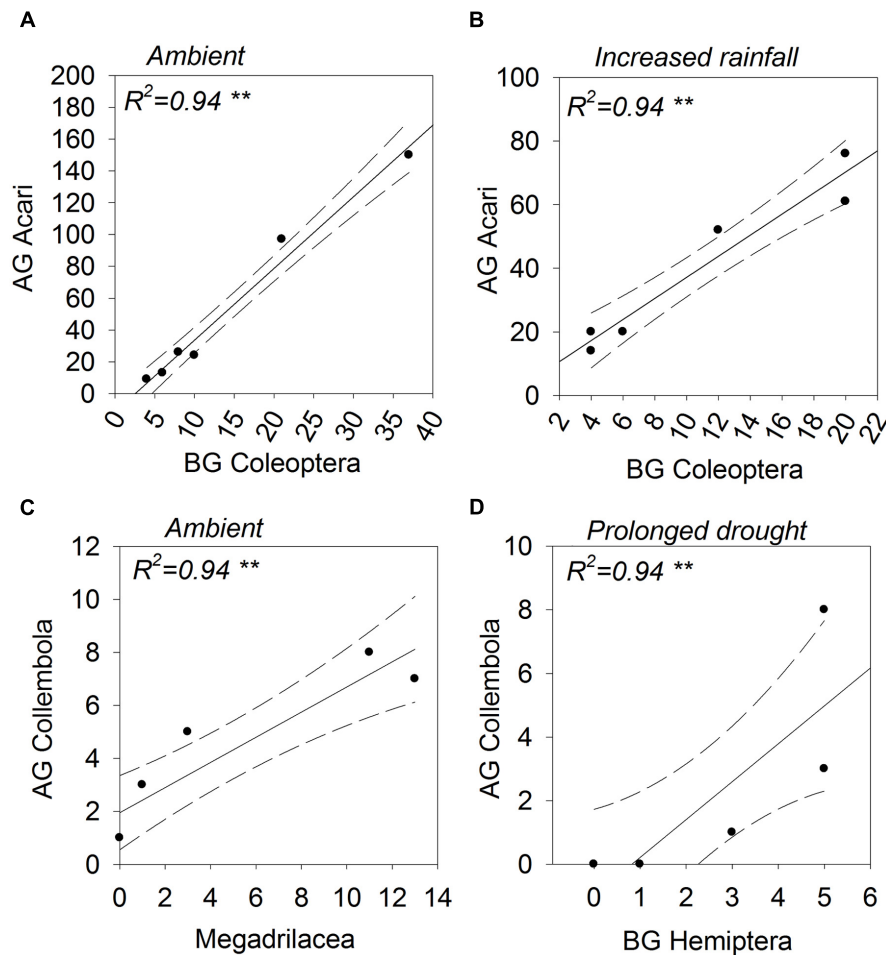 A
Ambient
R²=0.94 **
200
180
160
140
120
100
80
60
40
20
0
AG Acari
0 5 10 15 20 25 30 35 40
BG Coleoptera
B
Increased rainfall
R²=0.94 **
100
80
60
40
20
0
AG Acari
2 4 6 8 10 12 14 16 18 20 22
BG Coleoptera
C
Ambient
R²=0.94 **
12
10
8
6
4
2
0
AG Collembola
0 2 4 6 8 10 12 14
Megadrilacea
D
Prolonged drought
R²=0.94 **
10
8
6
4
2
0
AG Collembola
0 1 2 3 4 5 6
BG Hemiptera